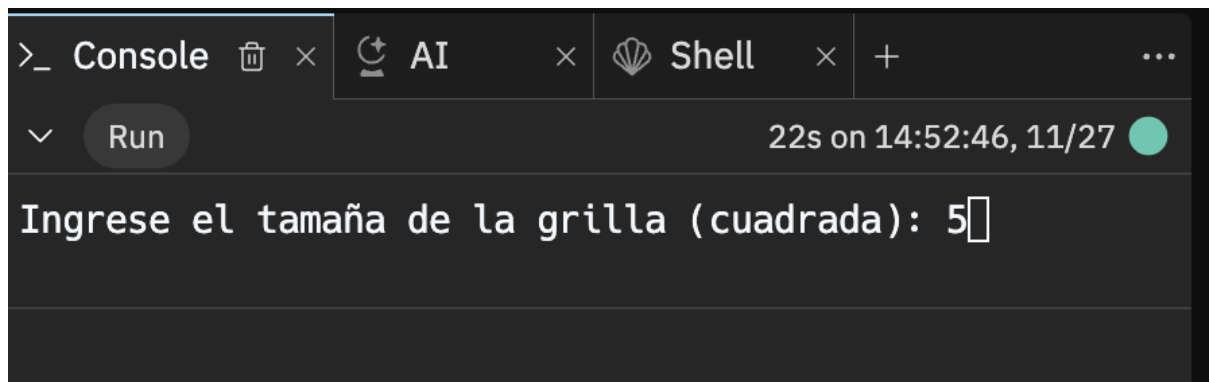 >_ Console × AI × Shell × + ...
Run 22s on 14:52:46, 11/27
Ingrese el tamaña de la grilla (cuadrada): 5